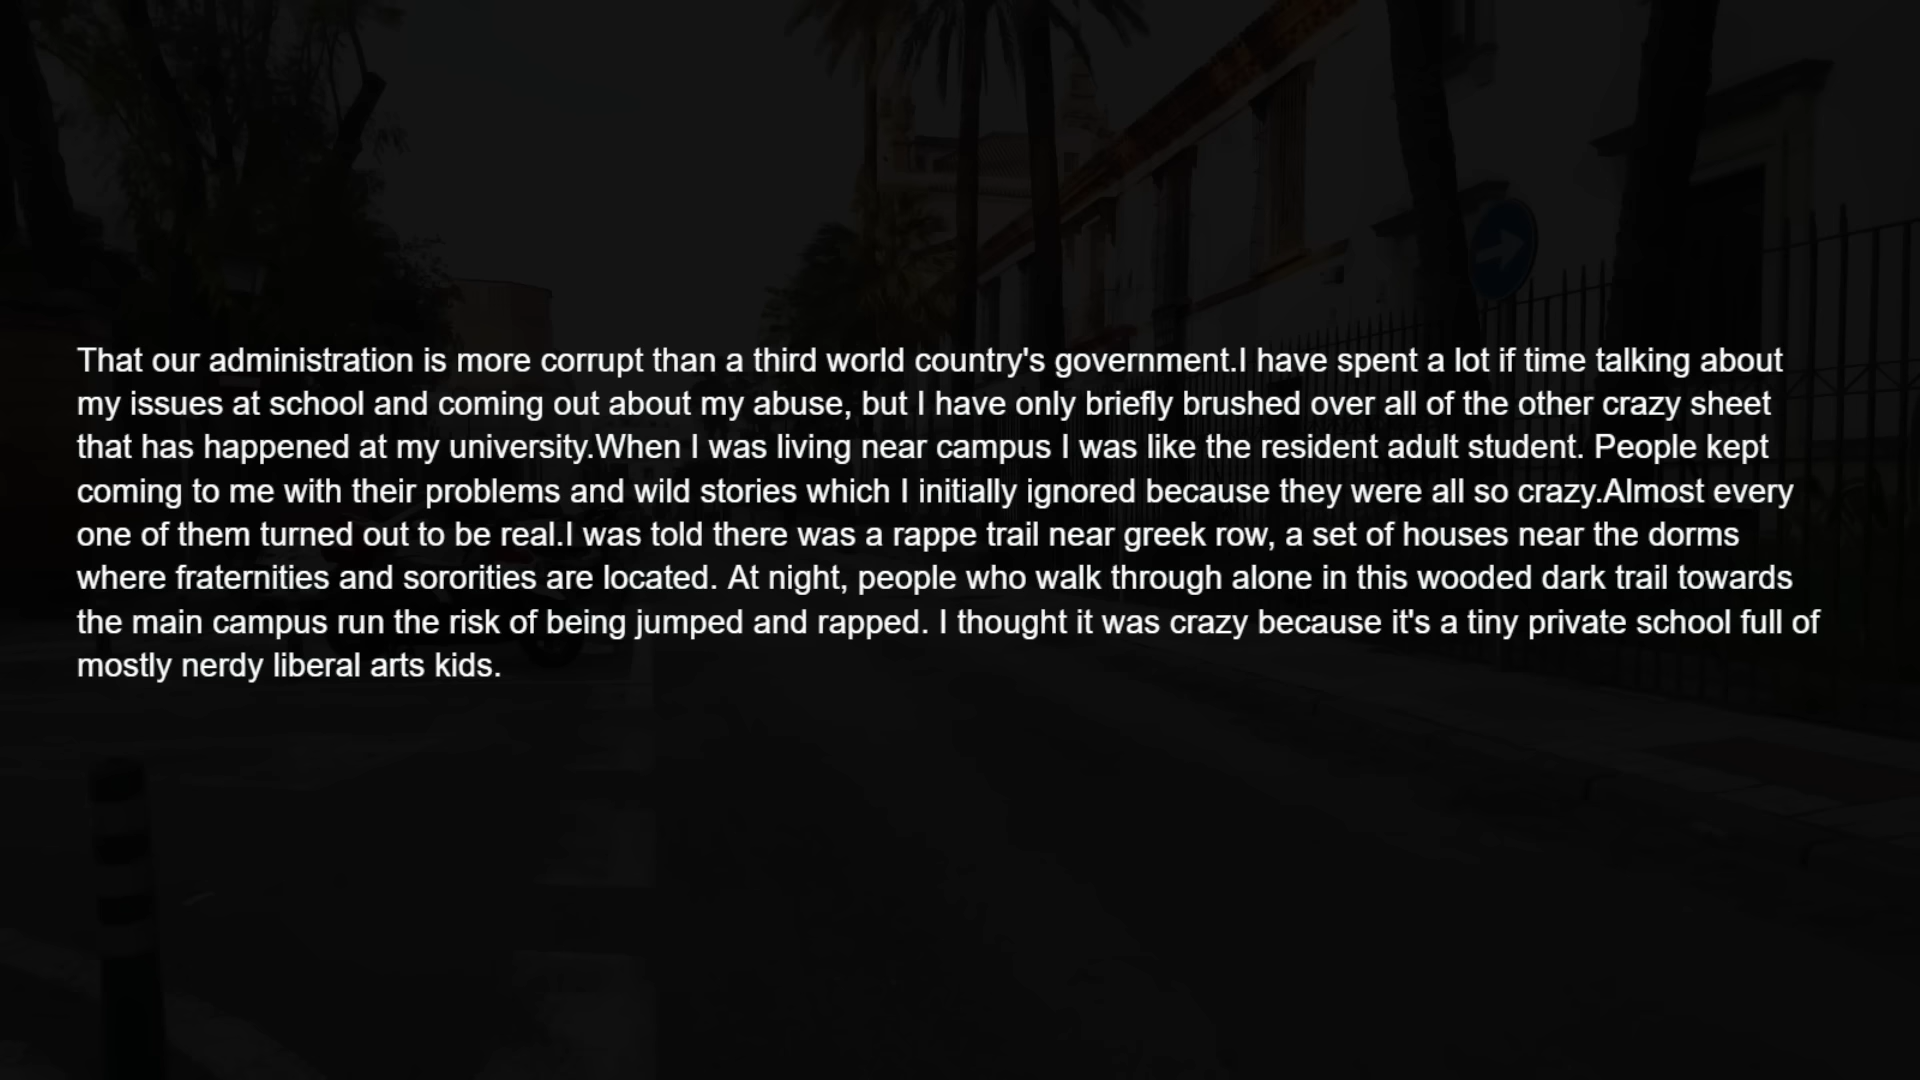 That our administration is more corrupt than a third world country's government.I have spent a lot if time talking about
my issues at school and coming out about my abuse, but I have only briefly brushed over all of the other crazy sheet
that has happened at my university.When I was living near campus I was like the resident adult student. People kept
coming to me with their problems and wild stories which I initially ignored because they were all so crazy.Almost every
one of them turned out to be real.I was told there was a rappe trail near greek row, a set of houses near the dorms
where fraternities and sororities are located. At night, people who walk through alone in this wooded dark trail towards
the main campus run the risk of being jumped and rapped. I thought it was crazy because it's a tiny private school full of
mostly nerdy liberal arts kids.